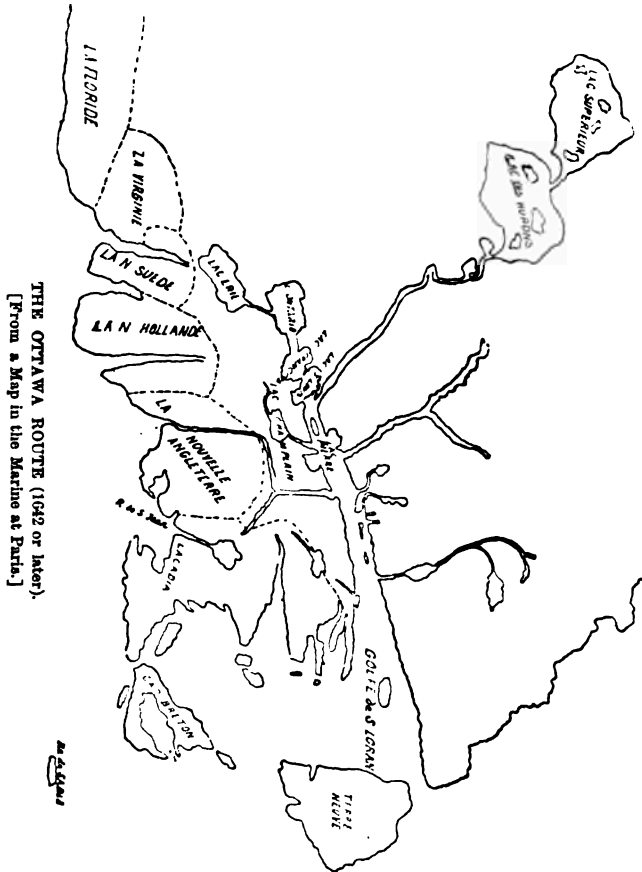 LAC SUPERIEUR
LAC DES HURONS
LA FLORIDE
LA VIRGINIE
LA N SUEDE
LA N HOLLANDE
LA
NOUVELLE
ANGLETERRE
LAC
LAC
CHAMPLAIN
R de S Jean
LACADIA
CAP BRETON
GOLFE de S LORAN
TERRE
NEUVE
THE OTTAWA ROUTE (1642 or later).
[From a Map in the Marine at Paris.]